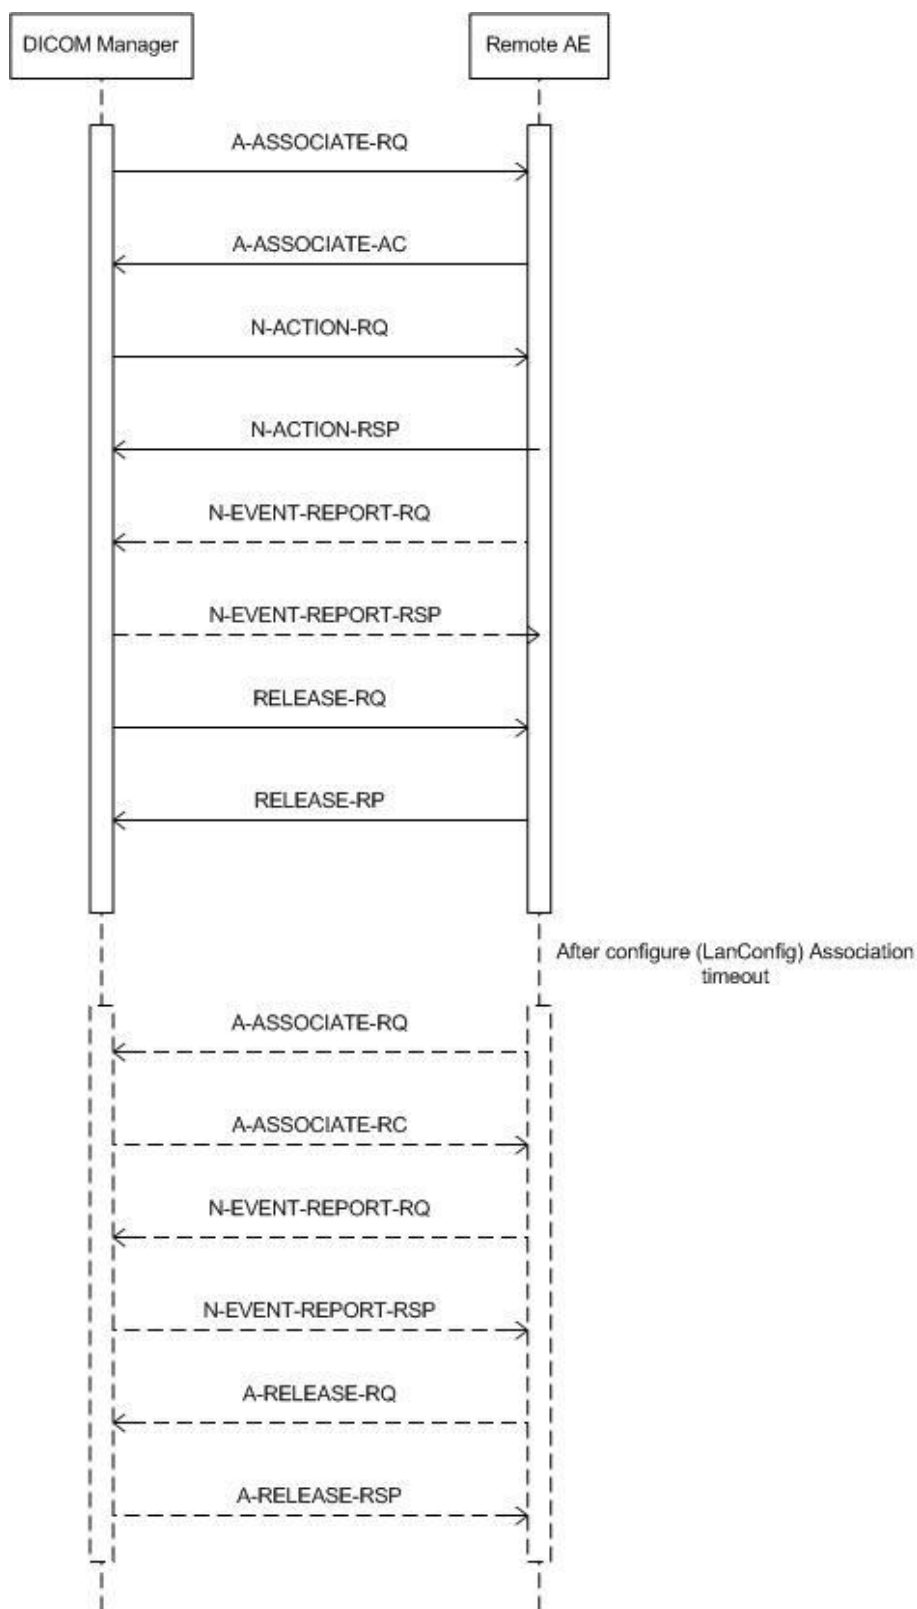 DICOM Manager
Remote AE
A-ASSOCIATE-RQ
A-ASSOCIATE-AC
N-ACTION-RQ
N-ACTION-RSP
N-EVENT-REPORT-RQ
N-EVENT-REPORT-RSP
RELEASE-RQ
RELEASE-RP
After configure (LanConfig) Association
timeout
A-ASSOCIATE-RQ
A-ASSOCIATE-RC
N-EVENT-REPORT-RQ
N-EVENT-REPORT-RSP
A-RELEASE-RQ
A-RELEASE-RSP